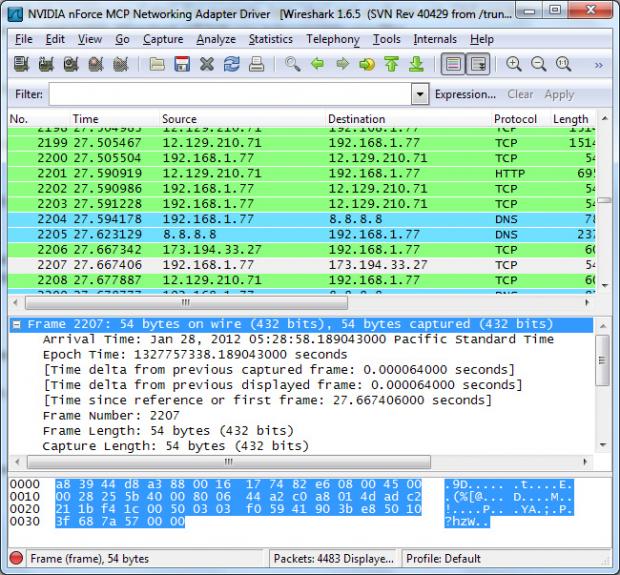 NVIDIA nForce MCP Networking Adapter Driver [Wireshark 1.6.5 (SVN Rev 40429 from /trun...
File Edit View Go Capture Analyze Statistics Telephony Tools Internals Help
Filter: Expression... Clear Apply
No. Time Source Destination Protocol Length
2198 27.504985 12.129.210.71 192.168.1.77 TCP 1514
2199 27.505467 12.129.210.71 192.168.1.77 TCP 1514
2200 27.505504 192.168.1.77 12.129.210.71 TCP 54
2201 27.590919 12.129.210.71 192.168.1.77 HTTP 695
2202 27.590986 192.168.1.77 12.129.210.71 TCP 54
2203 27.591228 192.168.1.77 12.129.210.71 TCP 54
2204 27.594178 192.168.1.77 8.8.8.8 DNS 78
2205 27.623129 8.8.8.8 192.168.1.77 DNS 237
2206 27.667342 173.194.33.27 192.168.1.77 TCP 60
2207 27.667406 192.168.1.77 173.194.33.27 TCP 54
2208 27.677887 12.129.210.71 192.168.1.77 TCP 60
Frame 2207: 54 bytes on wire (432 bits), 54 bytes captured (432 bits)
Arrival Time: Jan 28, 2012 05:28:58.189043000 Pacific Standard Time
Epoch Time: 1327757338.189043000 seconds
[Time delta from previous captured frame: 0.000064000 seconds]
[Time delta from previous displayed frame: 0.000064000 seconds]
[Time since reference or first frame: 27.667406000 seconds]
Frame Number: 2207
Frame Length: 54 bytes (432 bits)
Capture Length: 54 bytes (432 bits)
0000 a8 39 44 d8 a3 88 00 16 17 74 82 e6 08 00 45 00 .9D..... .t....E.
0010 00 28 25 5b 40 00 80 06 44 a2 c0 a8 01 4d ad c2 .(%[@... D....M..
0020 21 1b f4 1c 00 50 03 03 f0 59 41 90 3b e8 50 10 !....P.. .YA.;.P.
0030 3f 68 7a 57 00 00 ?hzW..
Frame (frame), 54 bytes Packets: 4483 Displaye... Profile: Default